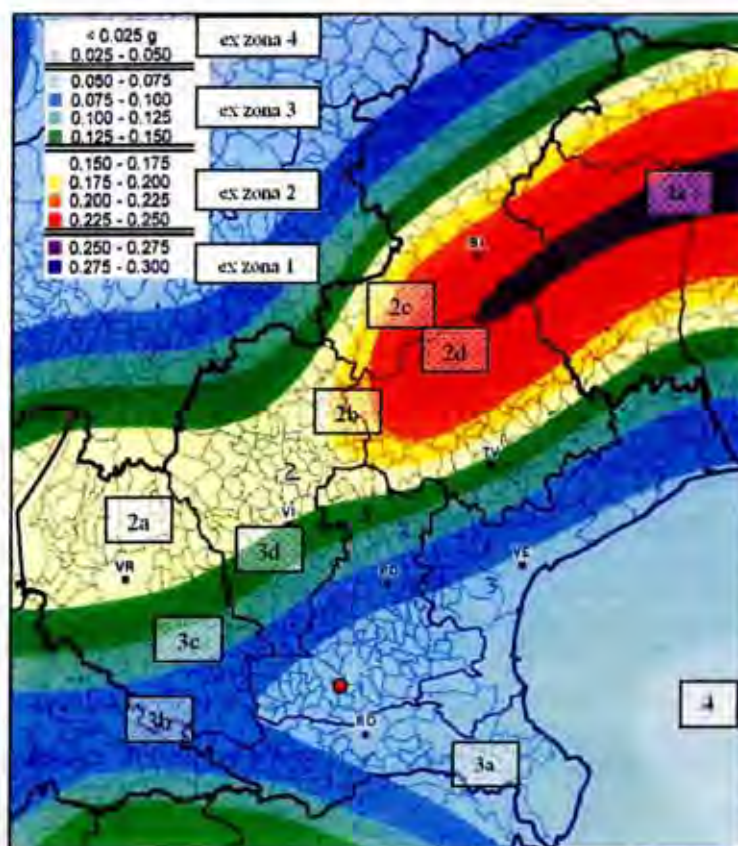 < 0.025 g
0.025 - 0.050
ex zona 4
0.050 - 0.075
0.075 - 0.100
0.100 - 0.125
0.125 - 0.150
ex zona 3
0.150 - 0.175
0.175 - 0.200
0.200 - 0.225
0.225 - 0.250
ex zona 2
0.250 - 0.275
0.275 - 0.300
ex zona 1
BL
2c
2d
2b
TV
2
VI
2a
3d
VR
PD
VE
3
3c
3b
RO
4
3a